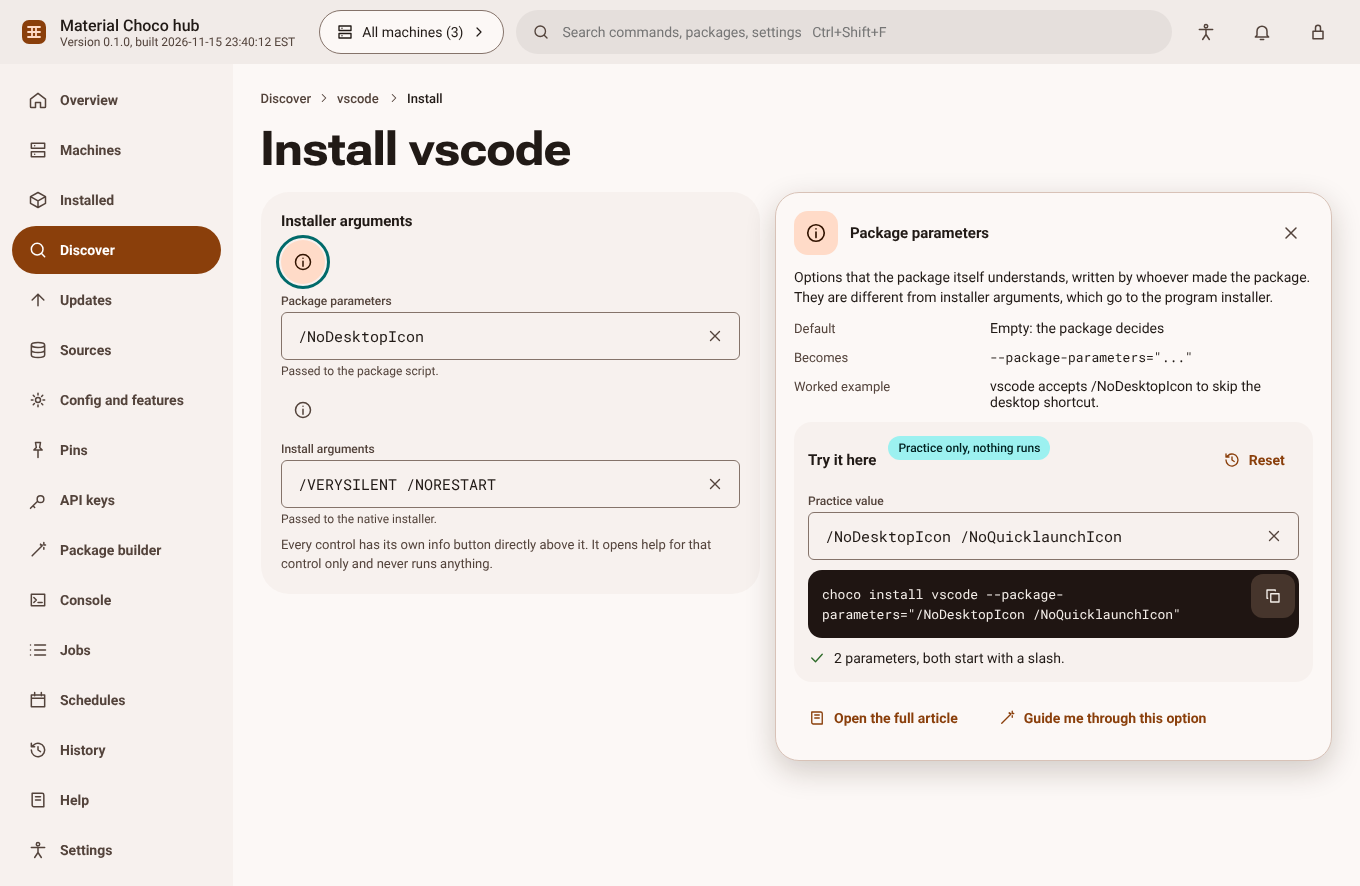 Material Choco hub
Version 0.1.0, built 2026-11-15 23:40:12 EST
All machines (3)
Search commands, packages, settings Ctrl+Shift+F
Overview
Machines
Installed
Discover
Updates
Sources
Config and features
Pins
API keys
Package builder
Console
Jobs
Schedules
History
Help
Settings
Discover > vscode > Install
Install vscode
Installer arguments
Package parameters
/NoDesktopIcon
Passed to the package script.
Install arguments
/VERYSILENT /NORESTART
Passed to the native installer.
Every control has its own info button directly above it. It opens help for that
control only and never runs anything.
Package parameters
Options that the package itself understands, written by whoever made the package.
They are different from installer arguments, which go to the program installer.
Default Empty: the package decides
Becomes --package-parameters="..."
Worked example vscode accepts /NoDesktopIcon to skip the
desktop shortcut.
Try it here Practice only, nothing runs Reset
Practice value
/NoDesktopIcon /NoQuicklaunchIcon
choco install vscode --package-
parameters="/NoDesktopIcon /NoQuicklaunchIcon"
2 parameters, both start with a slash.
Open the full article Guide me through this option